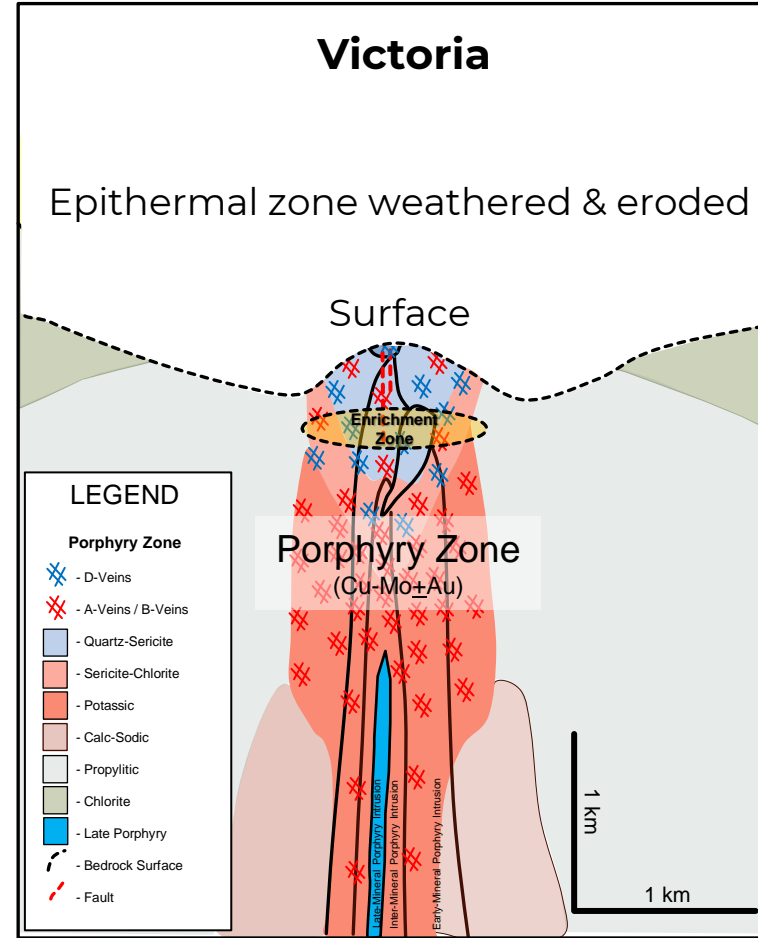 Victoria
Epithermal zone weathered & eroded
Surface
Enrichment
Zone
Porphyry Zone
(Cu-Mo±Au)
LEGEND
Porphyry Zone
- D-Veins
- A-Veins / B-Veins
- Quartz-Sericite
- Sericite-Chlorite
- Potassic
- Calc-Sodic
- Propylitic
- Chlorite
- Late Porphyry
- Bedrock Surface
- Fault
Late-Mineral Porphyry Intrusion
Inter-Mineral Porphyry Intrusion
Early-Mineral Porphyry Intrusion
1 km
1 km